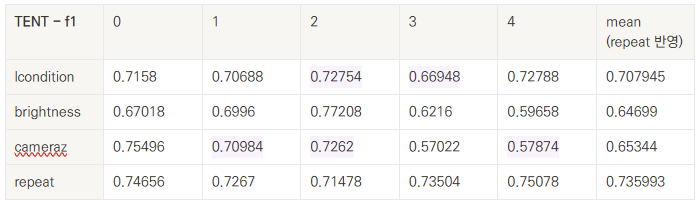 TENT – f1 0 1 2 3 4 mean
(repeat 반영)
lcondition 0.7158 0.70688 0.72754 0.66948 0.72788 0.707945
brightness 0.67018 0.6996 0.77208 0.6216 0.59658 0.64699
cameraz 0.75496 0.70984 0.7262 0.57022 0.57874 0.65344
repeat 0.74656 0.7267 0.71478 0.73504 0.75078 0.735993